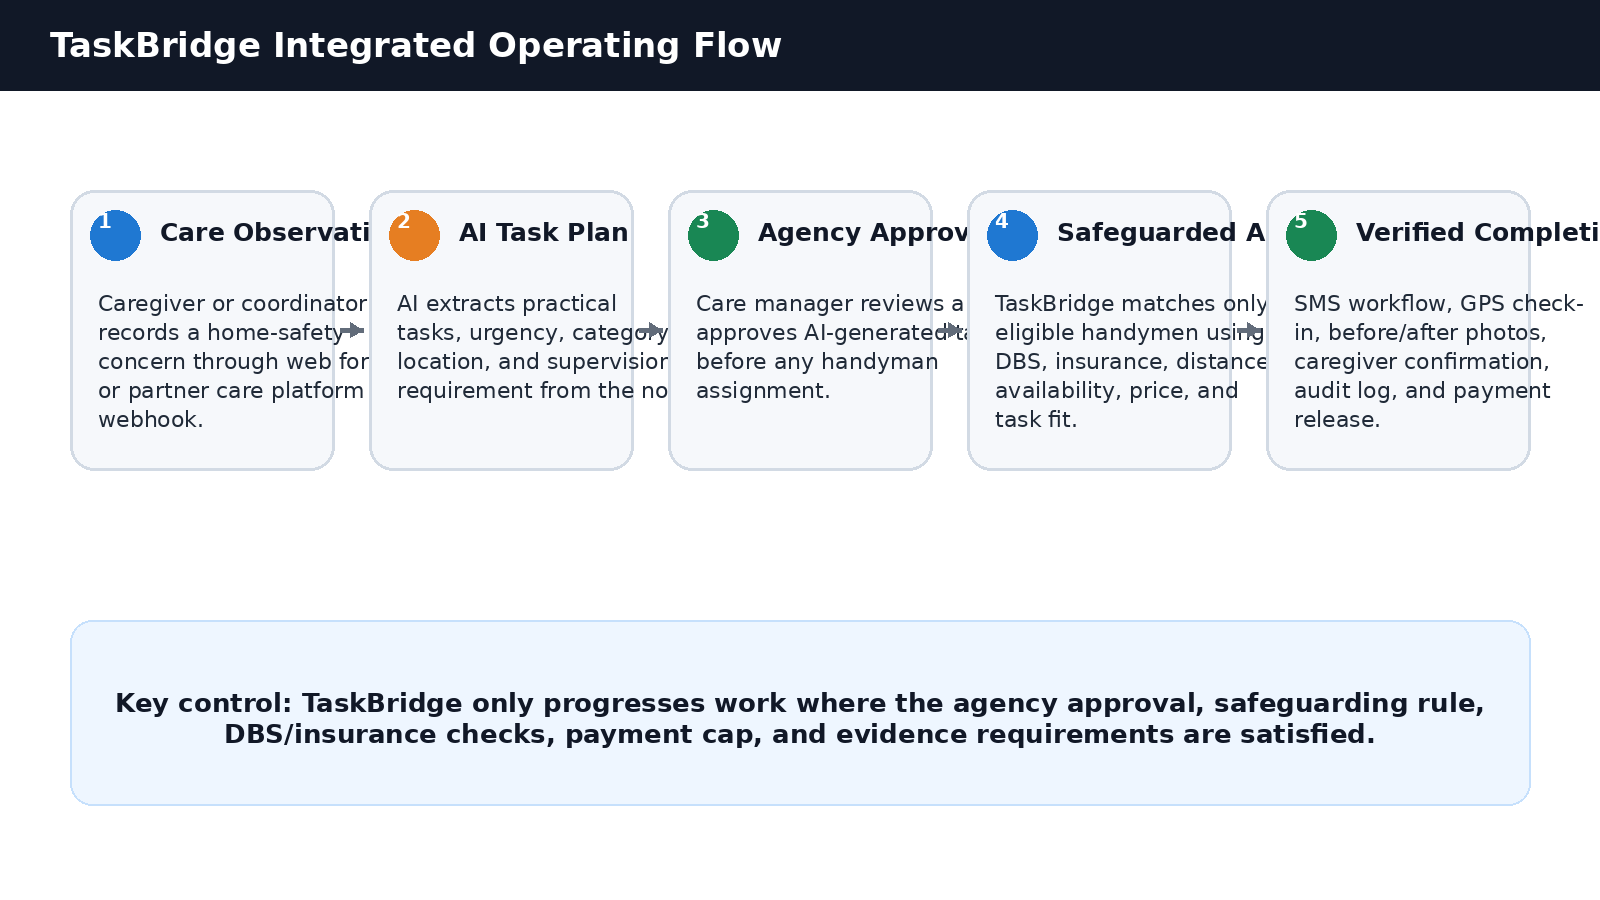 TaskBridge Integrated Operating Flow
1
Care Observati
Caregiver or coordinator
records a home-safety
concern through web for
or partner care platform
webhook.
2
AI Task Plan
AI extracts practical
tasks, urgency, category
location, and supervision
requirement from the no
3
Agency Approv
Care manager reviews a
approves AI-generated ta
before any handyman
assignment.
4
Safeguarded A
TaskBridge matches only
eligible handymen using
DBS, insurance, distance
availability, price, and
task fit.
5
Verified Completi
SMS workflow, GPS check-
in, before/after photos,
caregiver confirmation,
audit log, and payment
release.
Key control: TaskBridge only progresses work where the agency approval, safeguarding rule,
DBS/insurance checks, payment cap, and evidence requirements are satisfied.